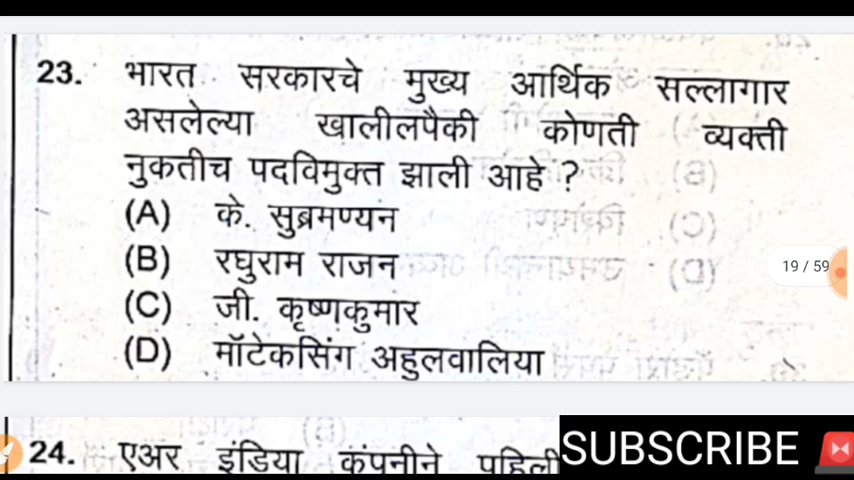 23. भारत सरकारचे मुख्य आर्थिक सल्लागार
असलेल्या खालीलपैकी कोणती व्यक्ती
नुकतीच पदविमुक्त झाली आहे ?
(A) के. सुब्रमण्यन
(B) रघुराम राजन
19 / 59
(C) जी. कृष्णकुमार
(D) मॉटेकसिंग अहुलवालिया
24. एअर इंडिया कंपनीने पहिली
SUBSCRIBE